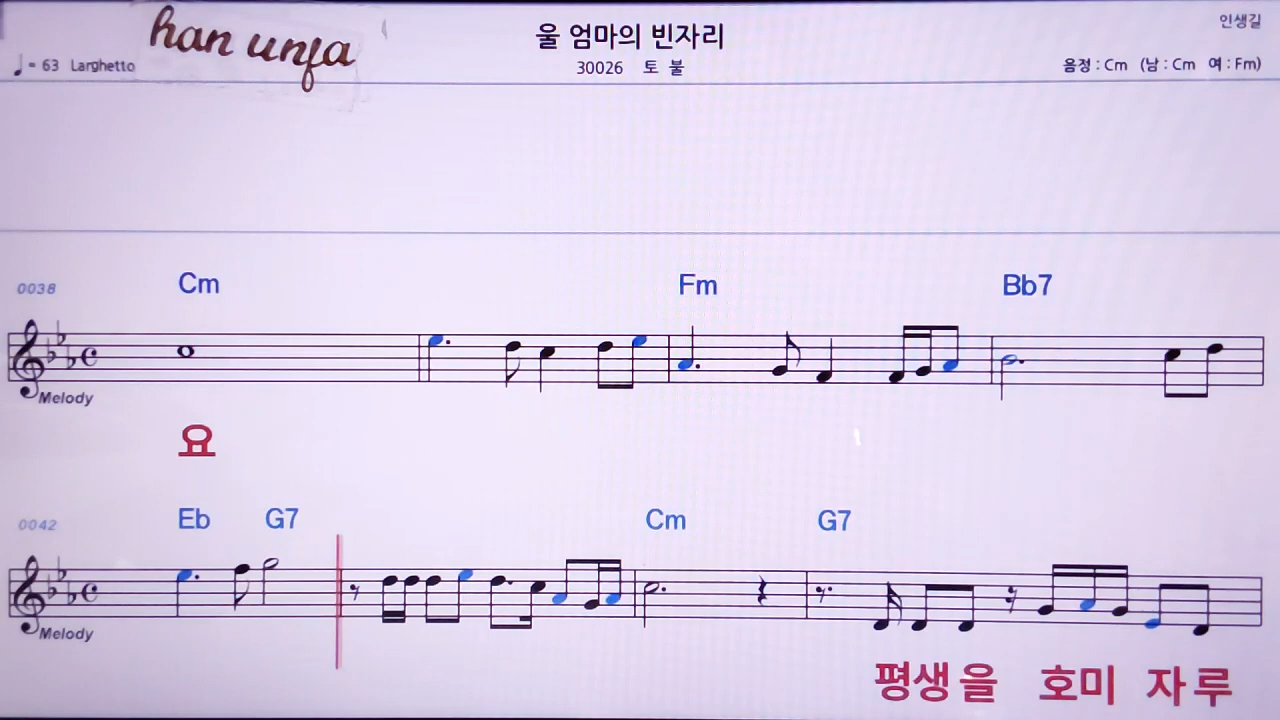 han unfa
울 엄마의 빈자리
인생길
♩= 63 Larghetto
30026 토 불
음정 : Cm (남 : Cm 여 : Fm)
Cm Fm Bb7
0038
Melody
요
Eb G7 Cm G7
0042
Melody
평생을 호미 자루